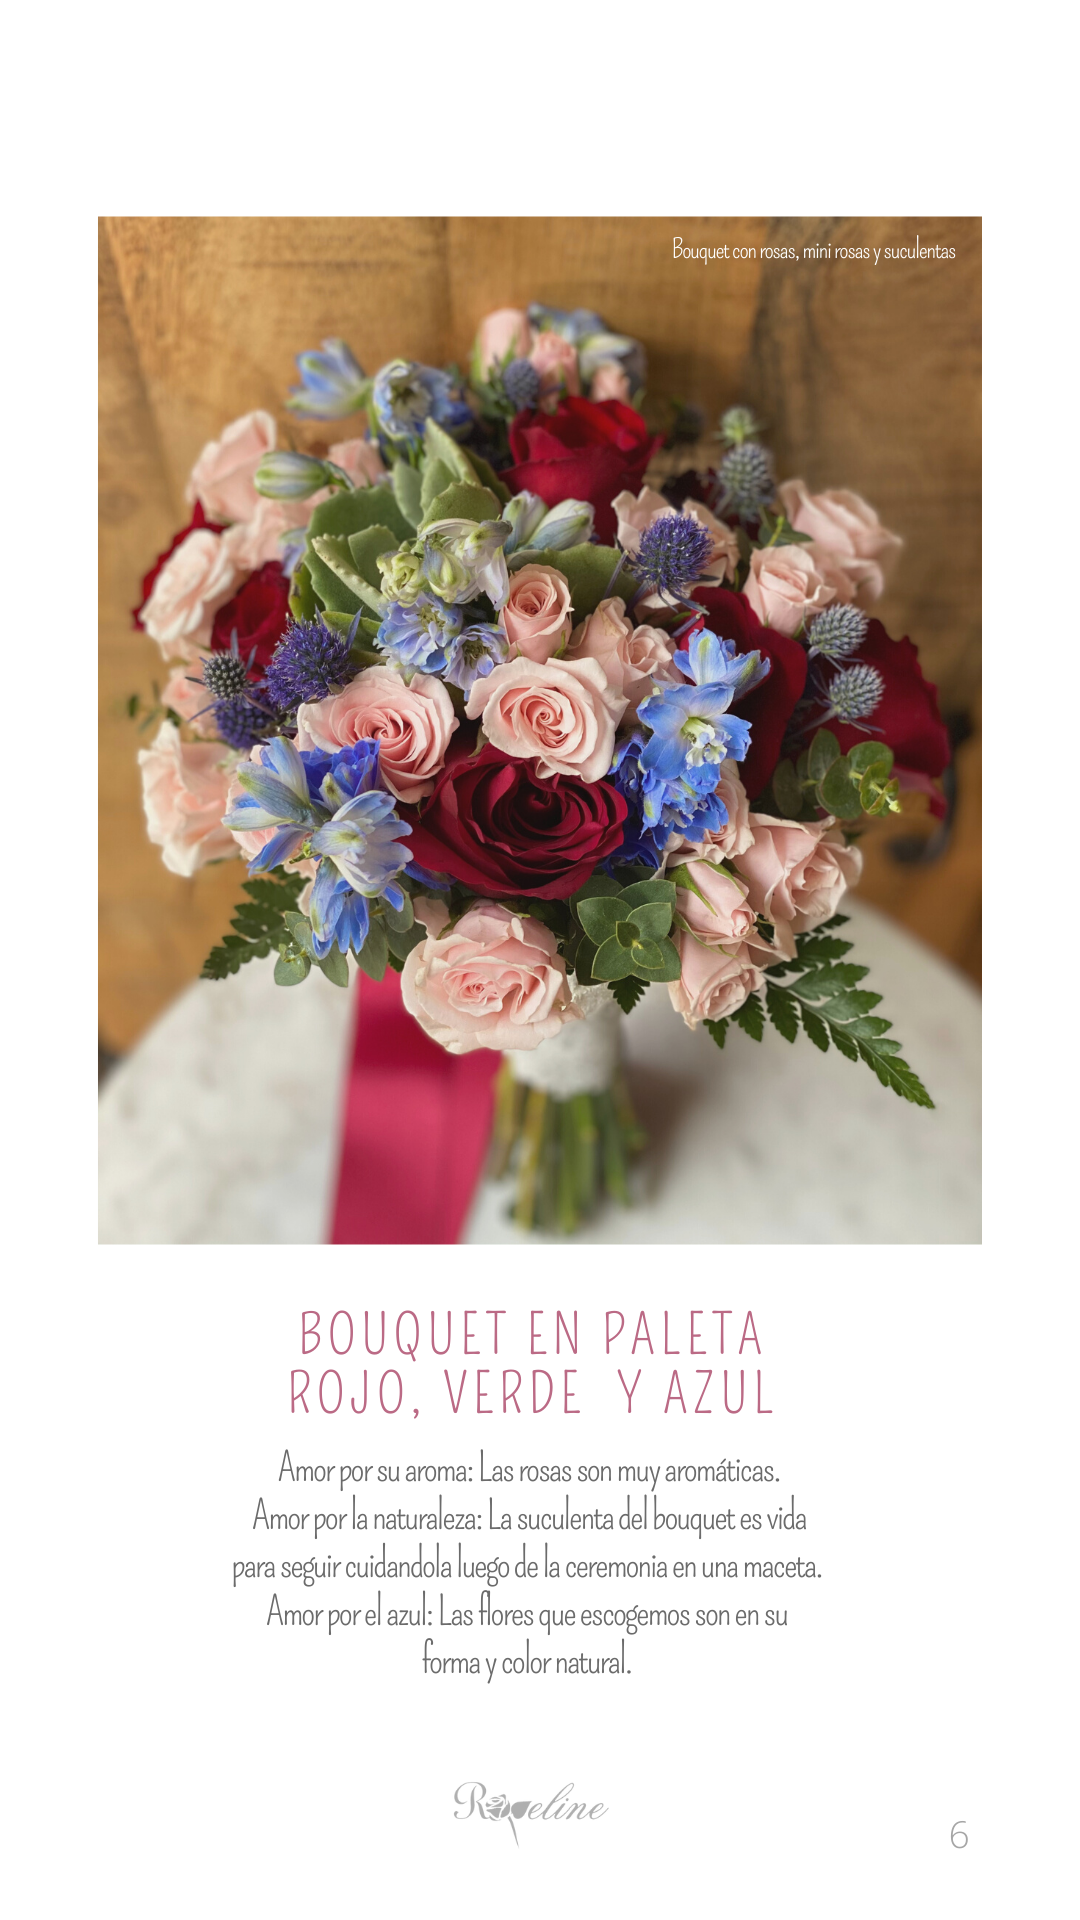 Bouquet con rosas, mini rosas y suculentas
BOUQUET EN PALETA
ROJO, VERDE Y AZUL
Amor por su aroma: Las rosas son muy aromáticas.
Amor por la naturaleza: La suculenta del bouquet es vida
para seguir cuidandola luego de la ceremonia en una maceta.
Amor por el azul: Las flores que escogemos son en su
forma y color natural.
Roseline
6